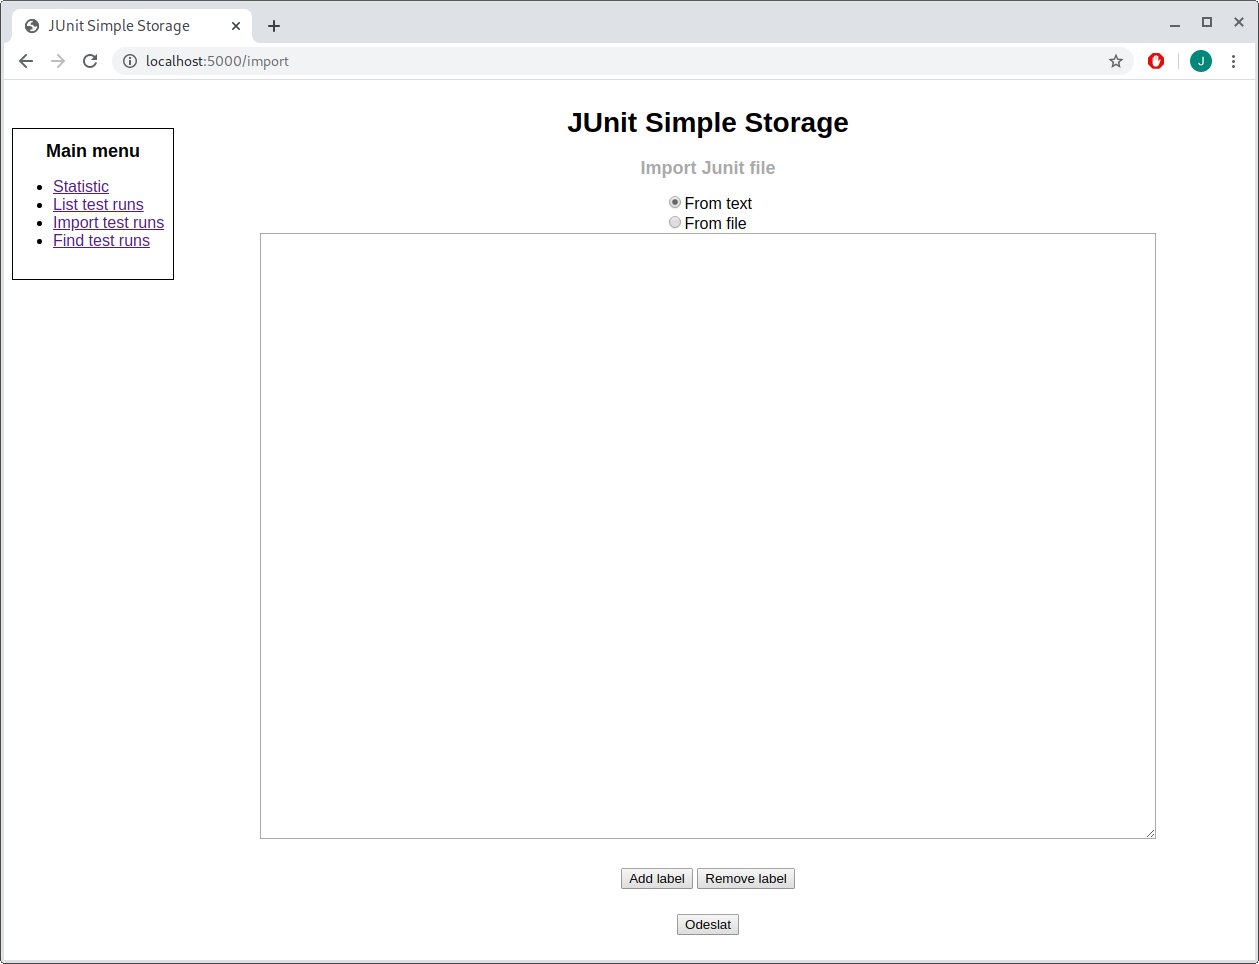 JUnit Simple Storage
localhost:5000/import
J
JUnit Simple Storage
Main menu
Statistic
List test runs
Import test runs
Find test runs
Import Junit file
From text
From file
Add label Remove label
Odeslat